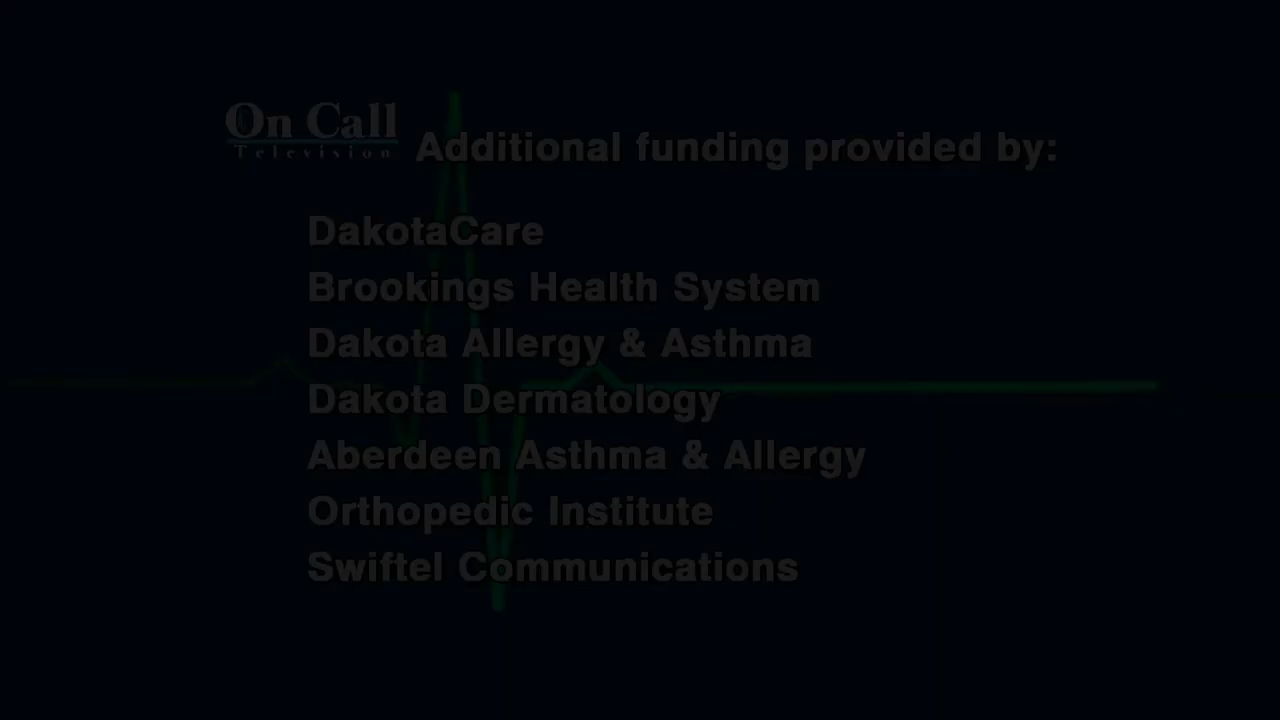 On Call
Television
Additional funding provided by:
DakotaCare
Brookings Health System
Dakota Allergy & Asthma
Dakota Dermatology
Aberdeen Asthma & Allergy
Orthopedic Institute
Swiftel Communications